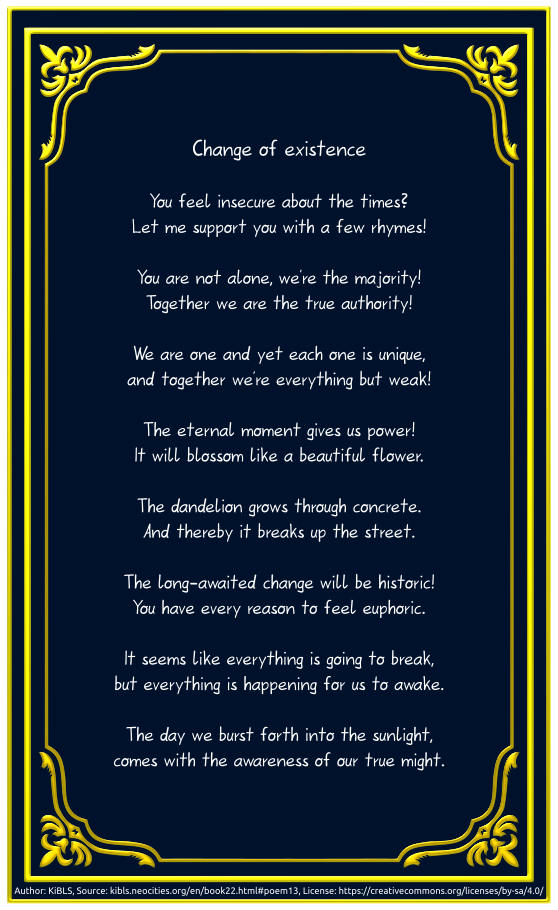 Change of existence
You feel insecure about the times?
Let me support you with a few rhymes!
You are not alone, we're the majority!
Together we are the true authority!
We are one and yet each one is unique,
and together we're everything but weak!
The eternal moment gives us power!
It will blossom like a beautiful flower.
The dandelion grows through concrete.
And thereby it breaks up the street.
The long-awaited change will be historic!
You have every reason to feel euphoric.
It seems like everything is going to break,
but everything is happening for us to awake.
The day we burst forth into the sunlight,
comes with the awareness of our true might.
Author: KiBLS, Source: kibls.neocities.org/en/book22.html#poem13, License: https://creativecommons.org/licenses/by-sa/4.0/